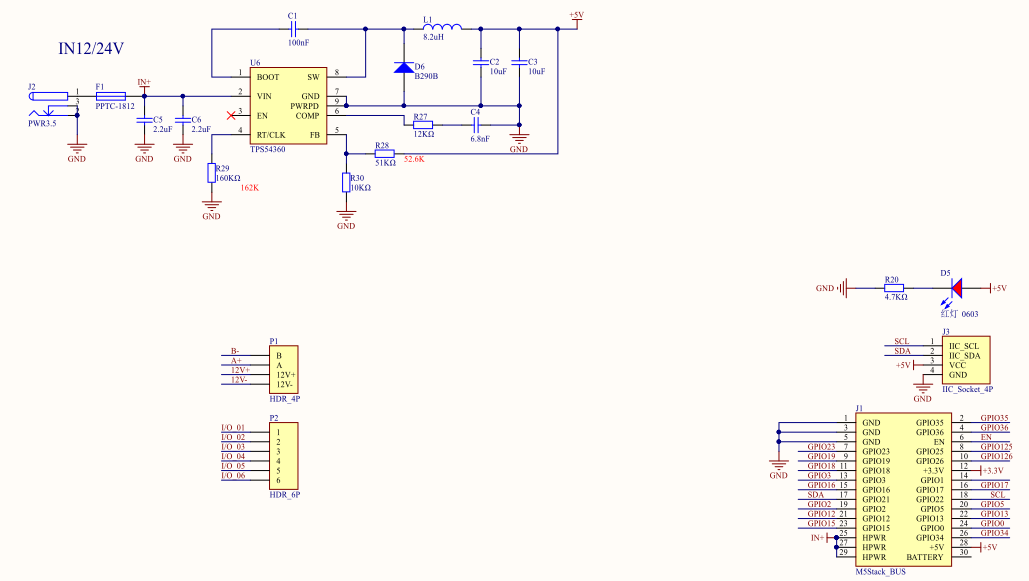 IN12/24V
J2
PWR3.5
1
3
2
GND
F1
PPTC-1812
IN+
C5
2.2uF
GND
C6
2.2uF
GND
C1
100nF
U6
1 BOOT SW 8
2 VIN GND 7
PWRPD 9
3 EN COMP 6
4 RT/CLK FB 5
TPS54360
R29
160KΩ
162K
GND
L1
8.2uH
+5V
D6
B290B
C2
10uF
C3
10uF
R27
12KΩ
C4
6.8nF
GND
R28
51KΩ
52.6K
R30
10KΩ
GND
GND
R20
4.7KΩ
D5
+5V
红灯 0603
P1
B- B
A+ A
12V+ 12V+
12V- 12V-
HDR_4P
P2
I/O_01 1
I/O_02 2
I/O_03 3
I/O_04 4
I/O_05 5
I/O_06 6
HDR_6P
J3
SCL 1 IIC_SCL
SDA 2 IIC_SDA
+5V 3 VCC
4 GND
GND
IIC_Socket_4P
J1
1 GND GPIO35 2 GPIO35
3 GND GPIO36 4 GPIO36
5 GND EN 6 EN
GPIO23 7 GPIO23 GPIO25 8 GPIO125
GPIO19 9 GPIO19 GPIO26 10 GPIO126
GPIO18 11 GPIO18 +3.3V 12 +3.3V
GPIO3 13 GPIO3 GPIO1 14
GPIO16 15 GPIO16 GPIO17 16 GPIO17
SDA 17 GPIO21 GPIO22 18 SCL
GPIO2 19 GPIO2 GPIO5 20 GPIO5
GPIO12 21 GPIO12 GPIO13 22 GPIO13
GPIO15 23 GPIO15 GPIO0 24 GPIO0
IN+ 25 HPWR GPIO34 26 GPIO34
27 HPWR +5V 28 +5V
29 HPWR BATTERY 30
GND
M5Stack_BUS